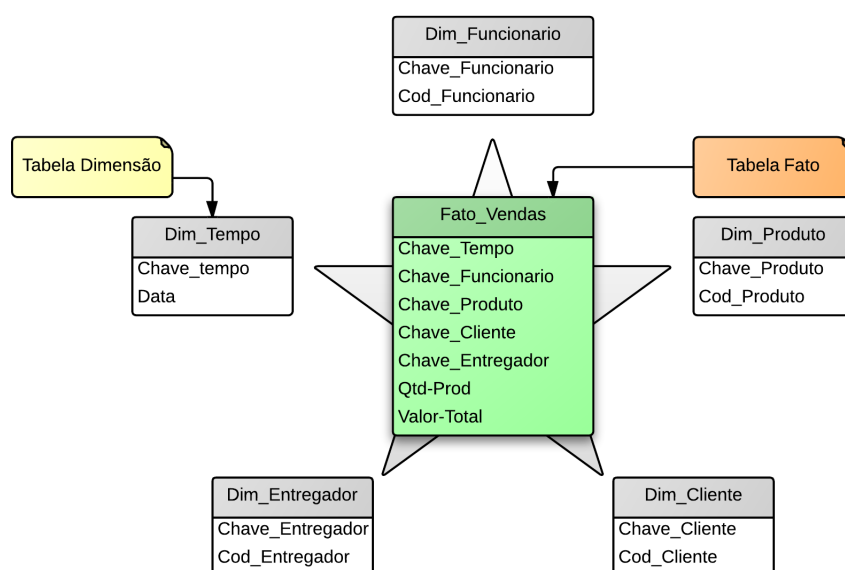 Dim_Funcionario
Chave_Funcionario
Cod_Funcionario
Tabela Dimensão
Tabela Fato
Dim_Tempo
Chave_tempo
Data
Fato_Vendas
Chave_Tempo
Chave_Funcionario
Chave_Produto
Chave_Cliente
Chave_Entregador
Qtd-Prod
Valor-Total
Dim_Produto
Chave_Produto
Cod_Produto
Dim_Entregador
Chave_Entregador
Cod_Entregador
Dim_Cliente
Chave_Cliente
Cod_Cliente